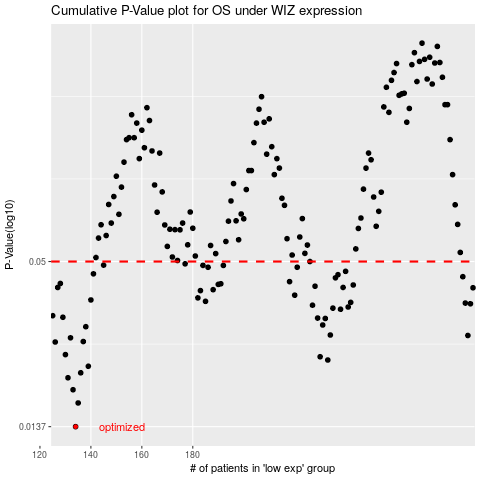 Cumulative P-Value plot for OS under WIZ expression
P-Value(log10)
0.05
0.0137
optimized
120 140 160 180
# of patients in 'low exp' group